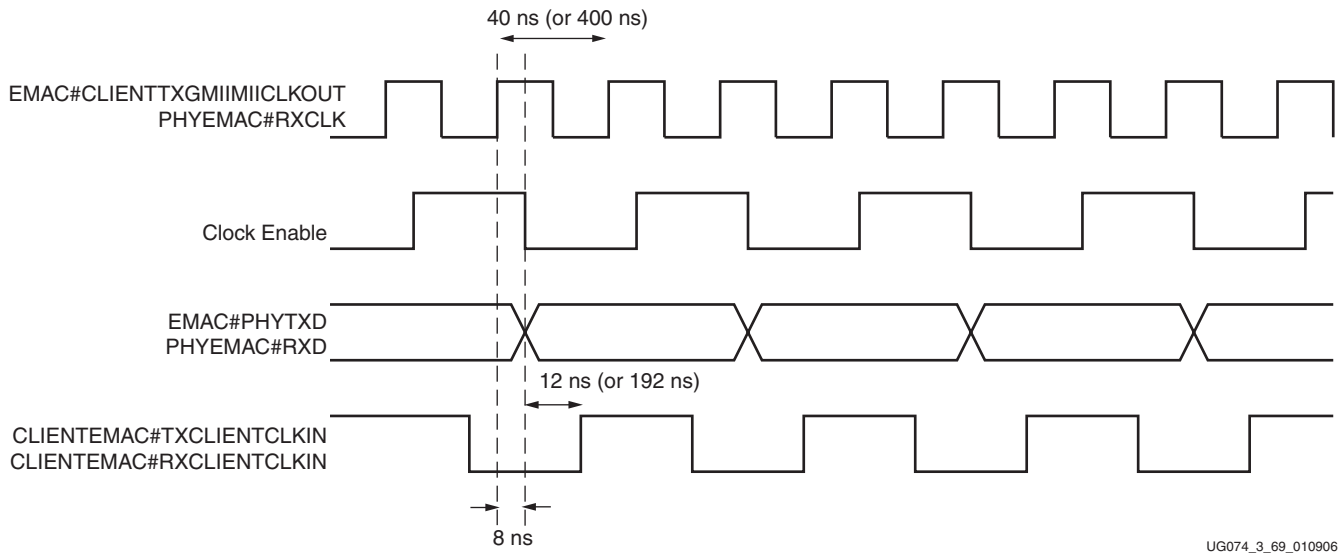 40 ns (or 400 ns)
EMAC#CLIENTTXGMIIMIICLKOUT
PHYEMAC#RXCLK
Clock Enable
EMAC#PHYTXD
PHYEMAC#RXD
12 ns (or 192 ns)
CLIENTEMAC#TXCLIENTCLKIN
CLIENTEMAC#RXCLIENTCLKIN
8 ns
UG074_3_69_010906